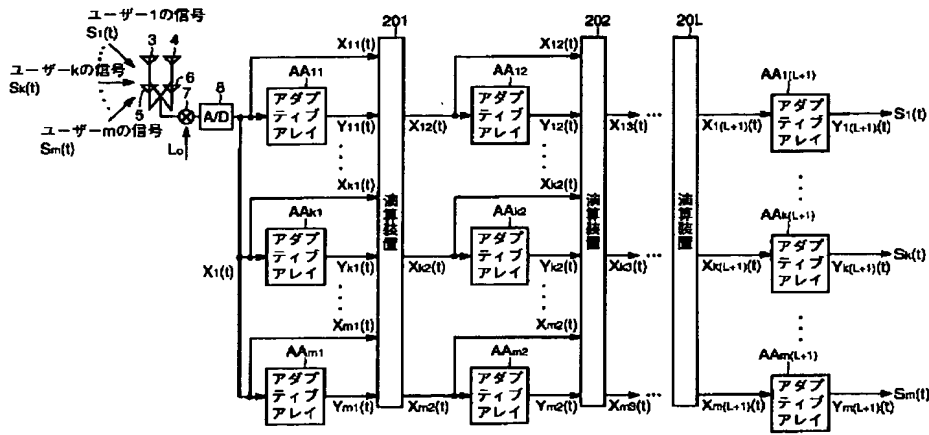 ユーザー1の信号
S1(t)
3
4
ユーザーkの信号
Sk(t)
5
6
7
8
A/D
ユーザーmの信号
Sm(t)
Lo
X1(t)
AA11
アダプ
ティブ
アレイ
Y11(t)
AAk1
アダプ
ティブ
アレイ
Yk1(t)
AAm1
アダプ
ティブ
アレイ
Ym1(t)
X11(t)
Xk1(t)
Xm1(t)
201
演算装置
X12(t)
Xk2(t)
Xm2(t)
AA12
アダプ
ティブ
アレイ
Y12(t)
AAk2
アダプ
ティブ
アレイ
Yk2(t)
AAm2
アダプ
ティブ
アレイ
Ym2(t)
X12(t)
Xk2(t)
Xm2(t)
202
演算装置
X13(t)
Xk3(t)
Xm3(t)
20L
演算装置
X1(L+1)(t)
Xk(L+1)(t)
Xm(L+1)(t)
AA1(L+1)
アダプ
ティブ
アレイ
Y1(L+1)(t)
S1(t)
AAk(L+1)
アダプ
ティブ
アレイ
Yk(L+1)(t)
Sk(t)
AAm(L+1)
アダプ
ティブ
アレイ
Ym(L+1)(t)
Sm(t)